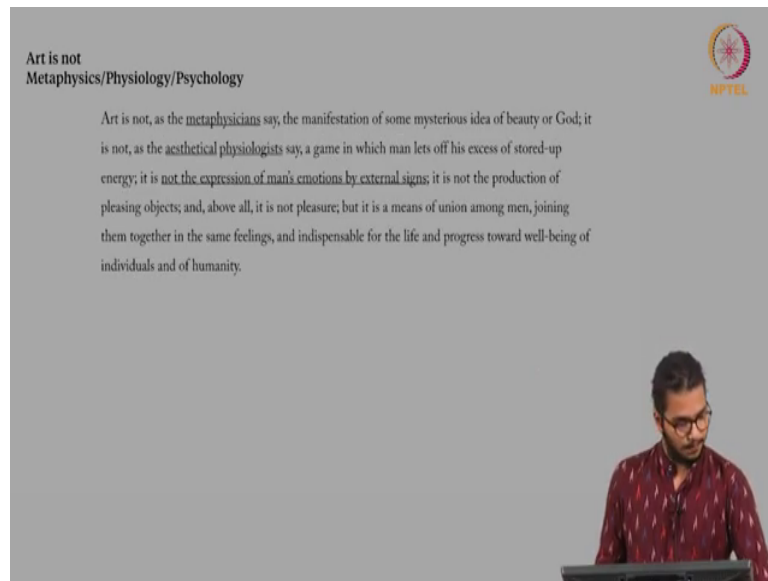 Art is not
Metaphysics/Physiology/Psychology
NPTEL
Art is not, as the metaphysicians say, the manifestation of some mysterious idea of beauty or God; it
is not, as the aesthetical physiologists say, a game in which man lets off his excess of stored-up
energy; it is not the expression of man's emotions by external signs; it is not the production of
pleasing objects; and, above all, it is not pleasure; but it is a means of union among men, joining
them together in the same feelings, and indispensable for the life and progress toward well-being of
individuals and of humanity.